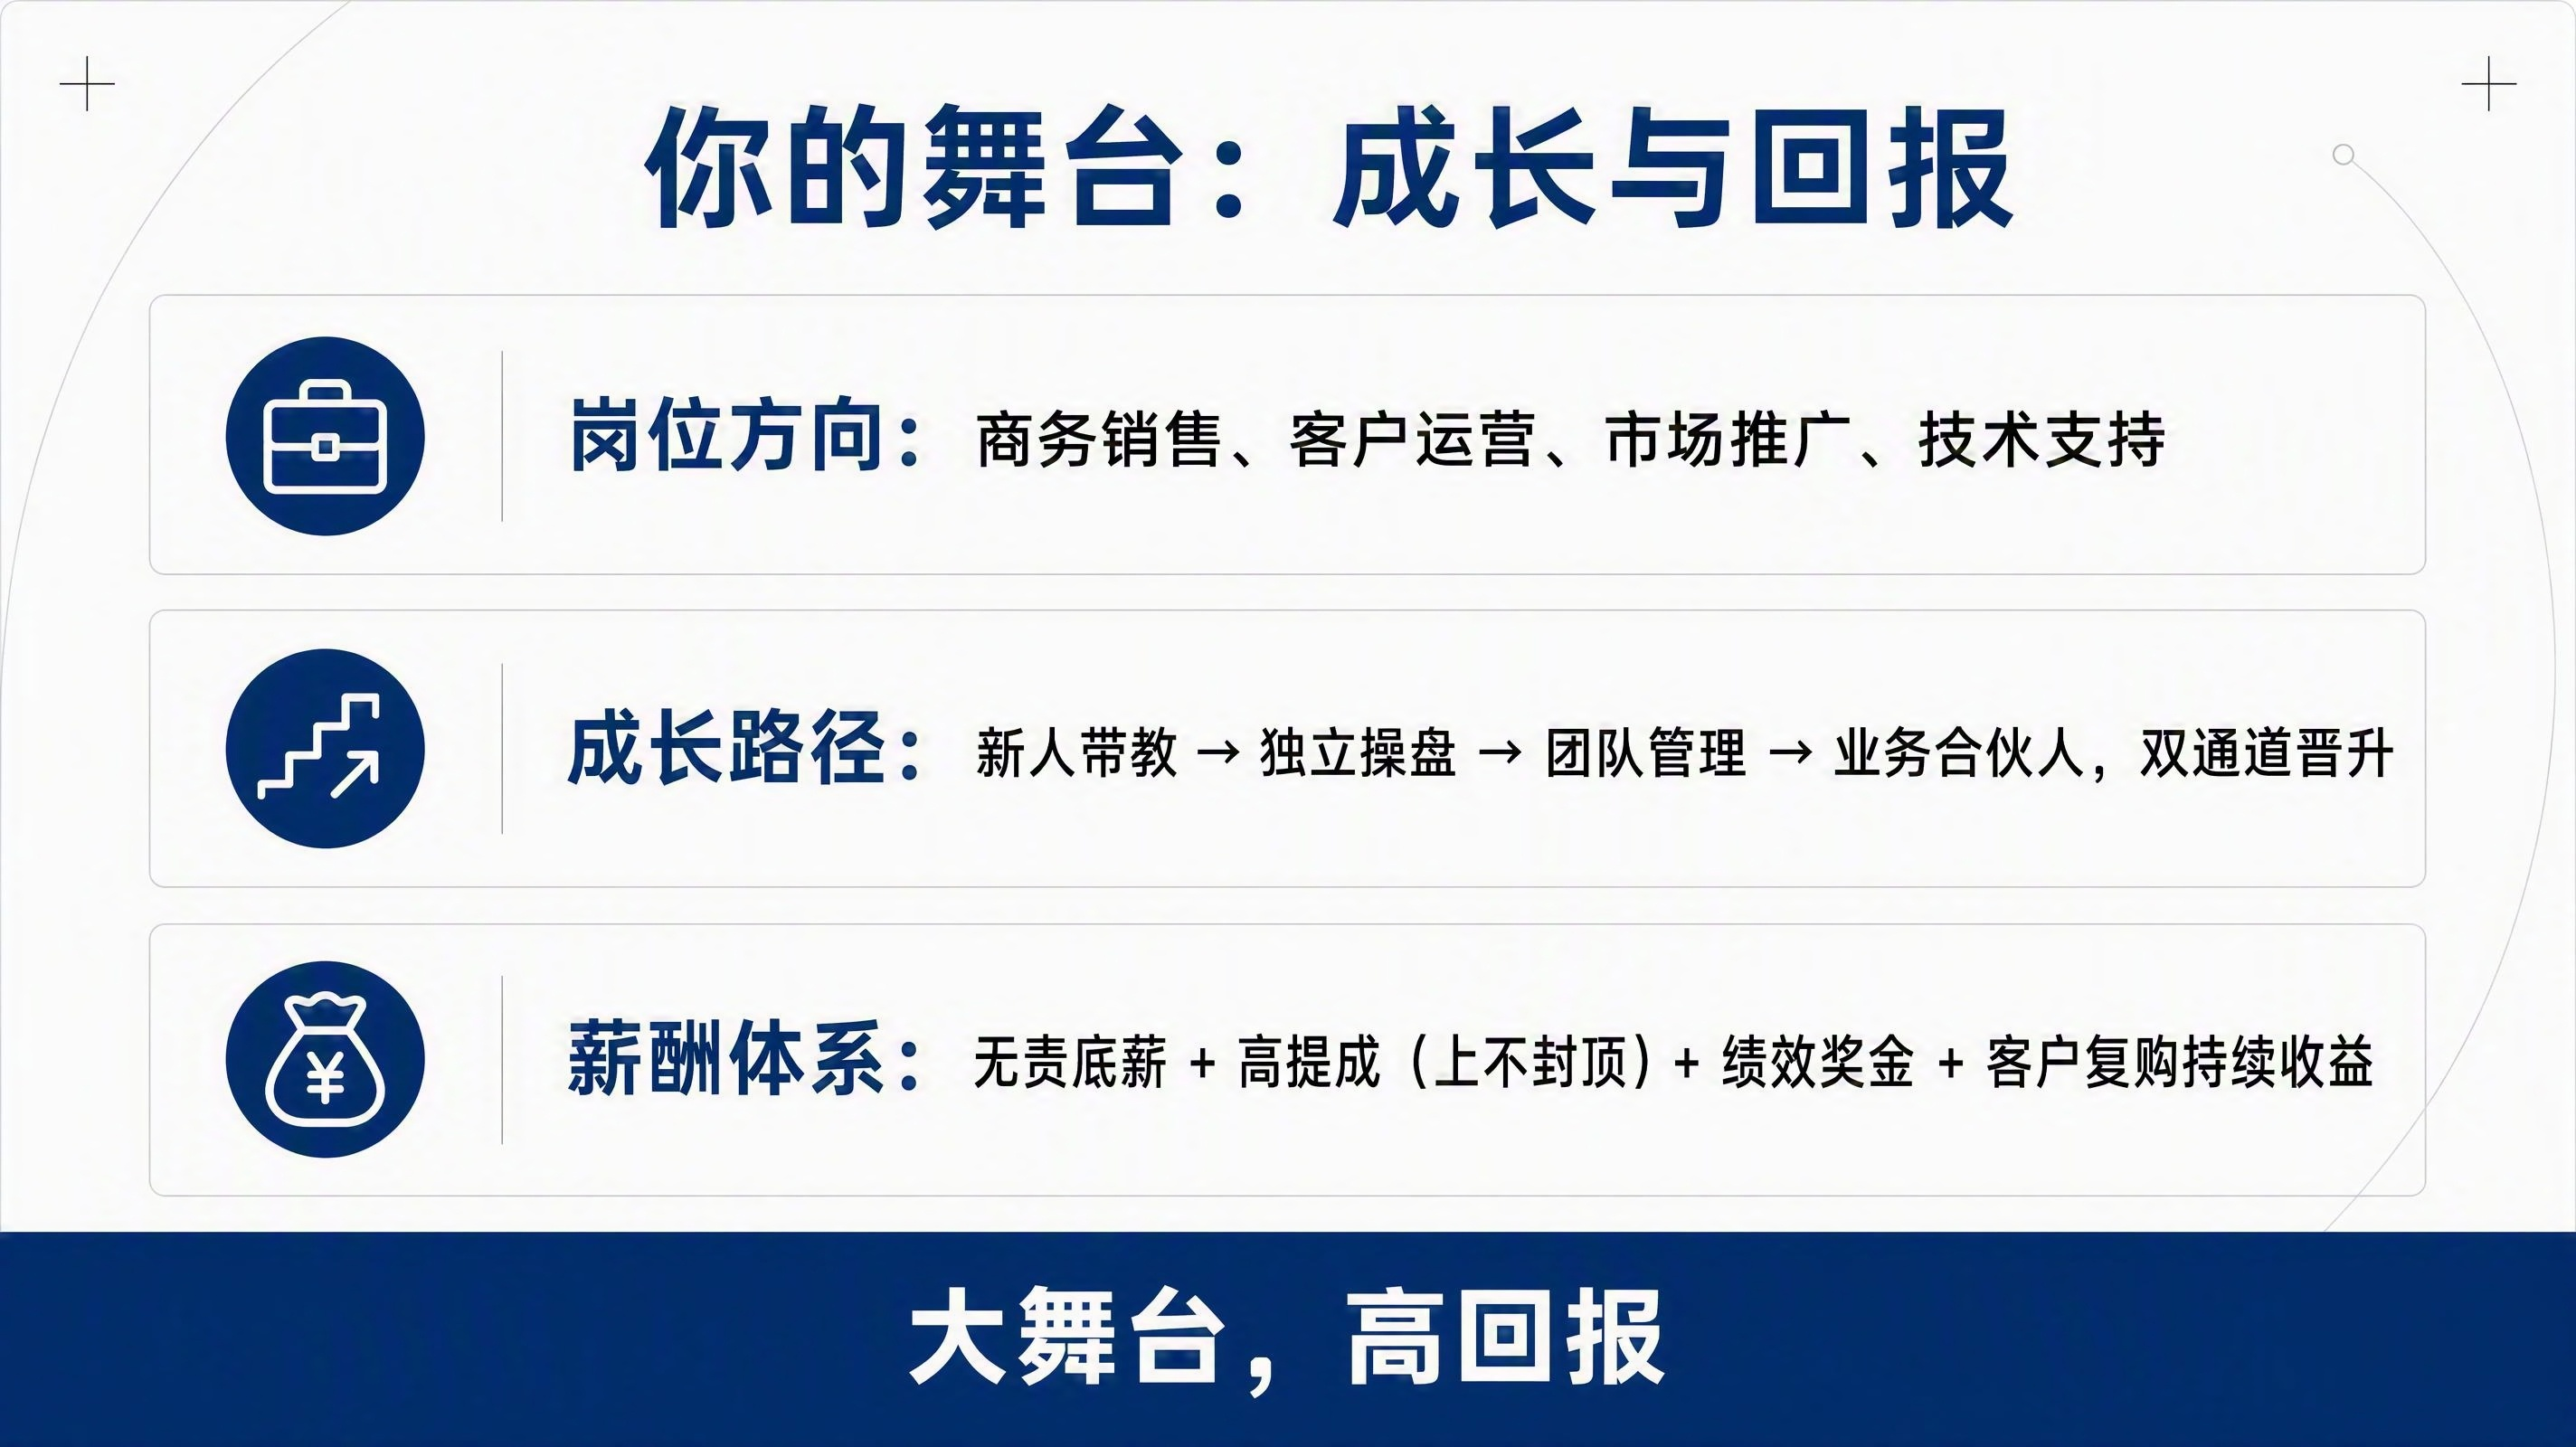 你的舞台：成长与回报
岗位方向：商务销售、客户运营、市场推广、技术支持
成长路径：新人带教 → 独立操盘 → 团队管理 → 业务合伙人，双通道晋升
¥
薪酬体系：无责底薪 + 高提成（上不封顶）+ 绩效奖金 + 客户复购持续收益
大舞台，高回报